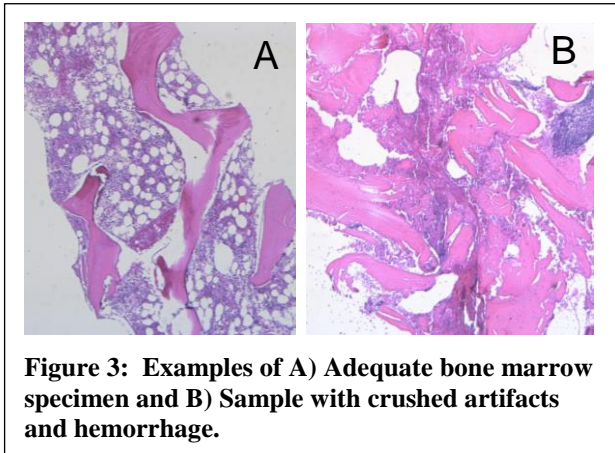 A
B
Figure 3: Examples of A) Adequate bone marrow
specimen and B) Sample with crushed artifacts
and hemorrhage.